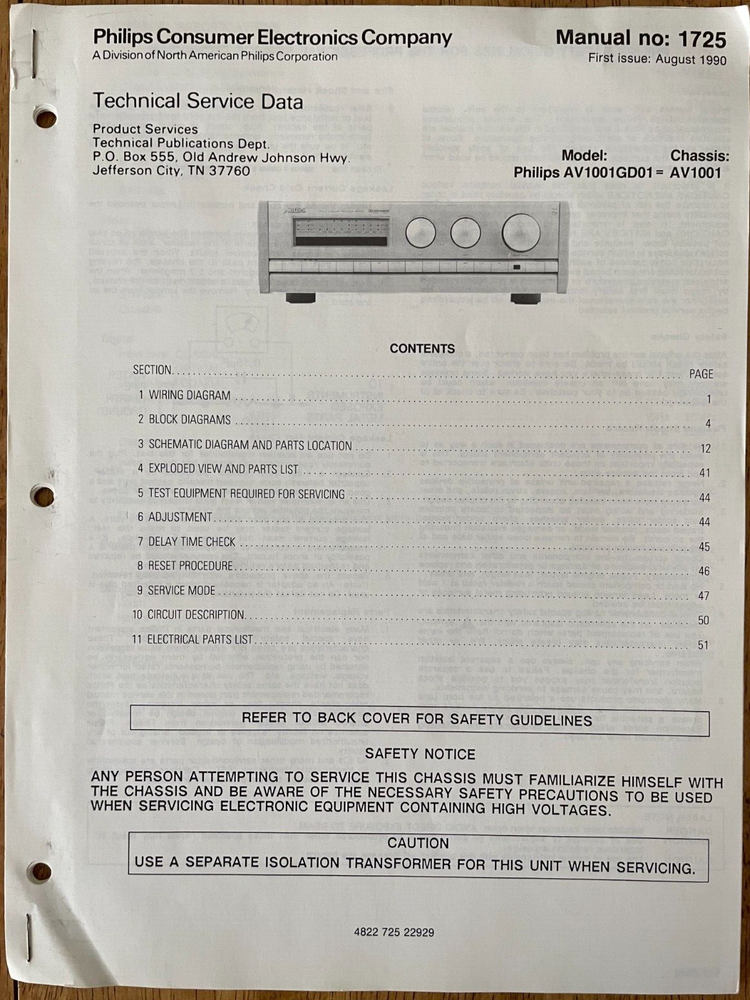 Philips Consumer Electronics Company
A Division of North American Philips Corporation
Manual no: 1725
First issue: August 1990
Technical Service Data
Product Services
Technical Publications Dept.
P.O. Box 555, Old Andrew Johnson Hwy.
Jefferson City, TN 37760
Model: Chassis:
Philips AV1001GD01 = AV1001
CONTENTS
SECTION PAGE
1 WIRING DIAGRAM 1
2 BLOCK DIAGRAMS 4
3 SCHEMATIC DIAGRAM AND PARTS LOCATION 12
4 EXPLODED VIEW AND PARTS LIST 41
5 TEST EQUIPMENT REQUIRED FOR SERVICING 44
6 ADJUSTMENT 44
7 DELAY TIME CHECK 45
8 RESET PROCEDURE 46
9 SERVICE MODE 47
10 CIRCUIT DESCRIPTION 50
11 ELECTRICAL PARTS LIST 51
REFER TO BACK COVER FOR SAFETY GUIDELINES
SAFETY NOTICE
ANY PERSON ATTEMPTING TO SERVICE THIS CHASSIS MUST FAMILIARIZE HIMSELF WITH
THE CHASSIS AND BE AWARE OF THE NECESSARY SAFETY PRECAUTIONS TO BE USED
WHEN SERVICING ELECTRONIC EQUIPMENT CONTAINING HIGH VOLTAGES.
CAUTION
USE A SEPARATE ISOLATION TRANSFORMER FOR THIS UNIT WHEN SERVICING.
4822 725 22929